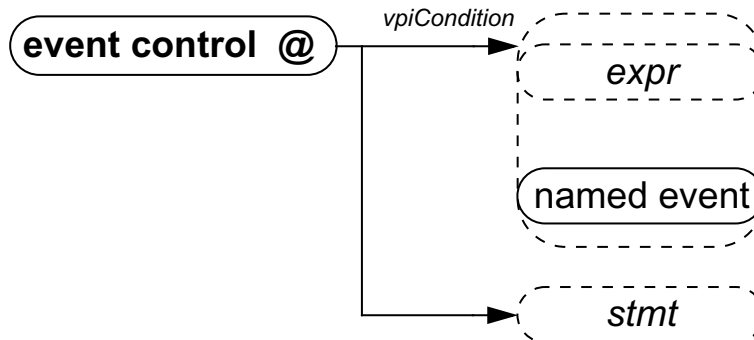 vpiCondition
event control @
expr
named event
stmt